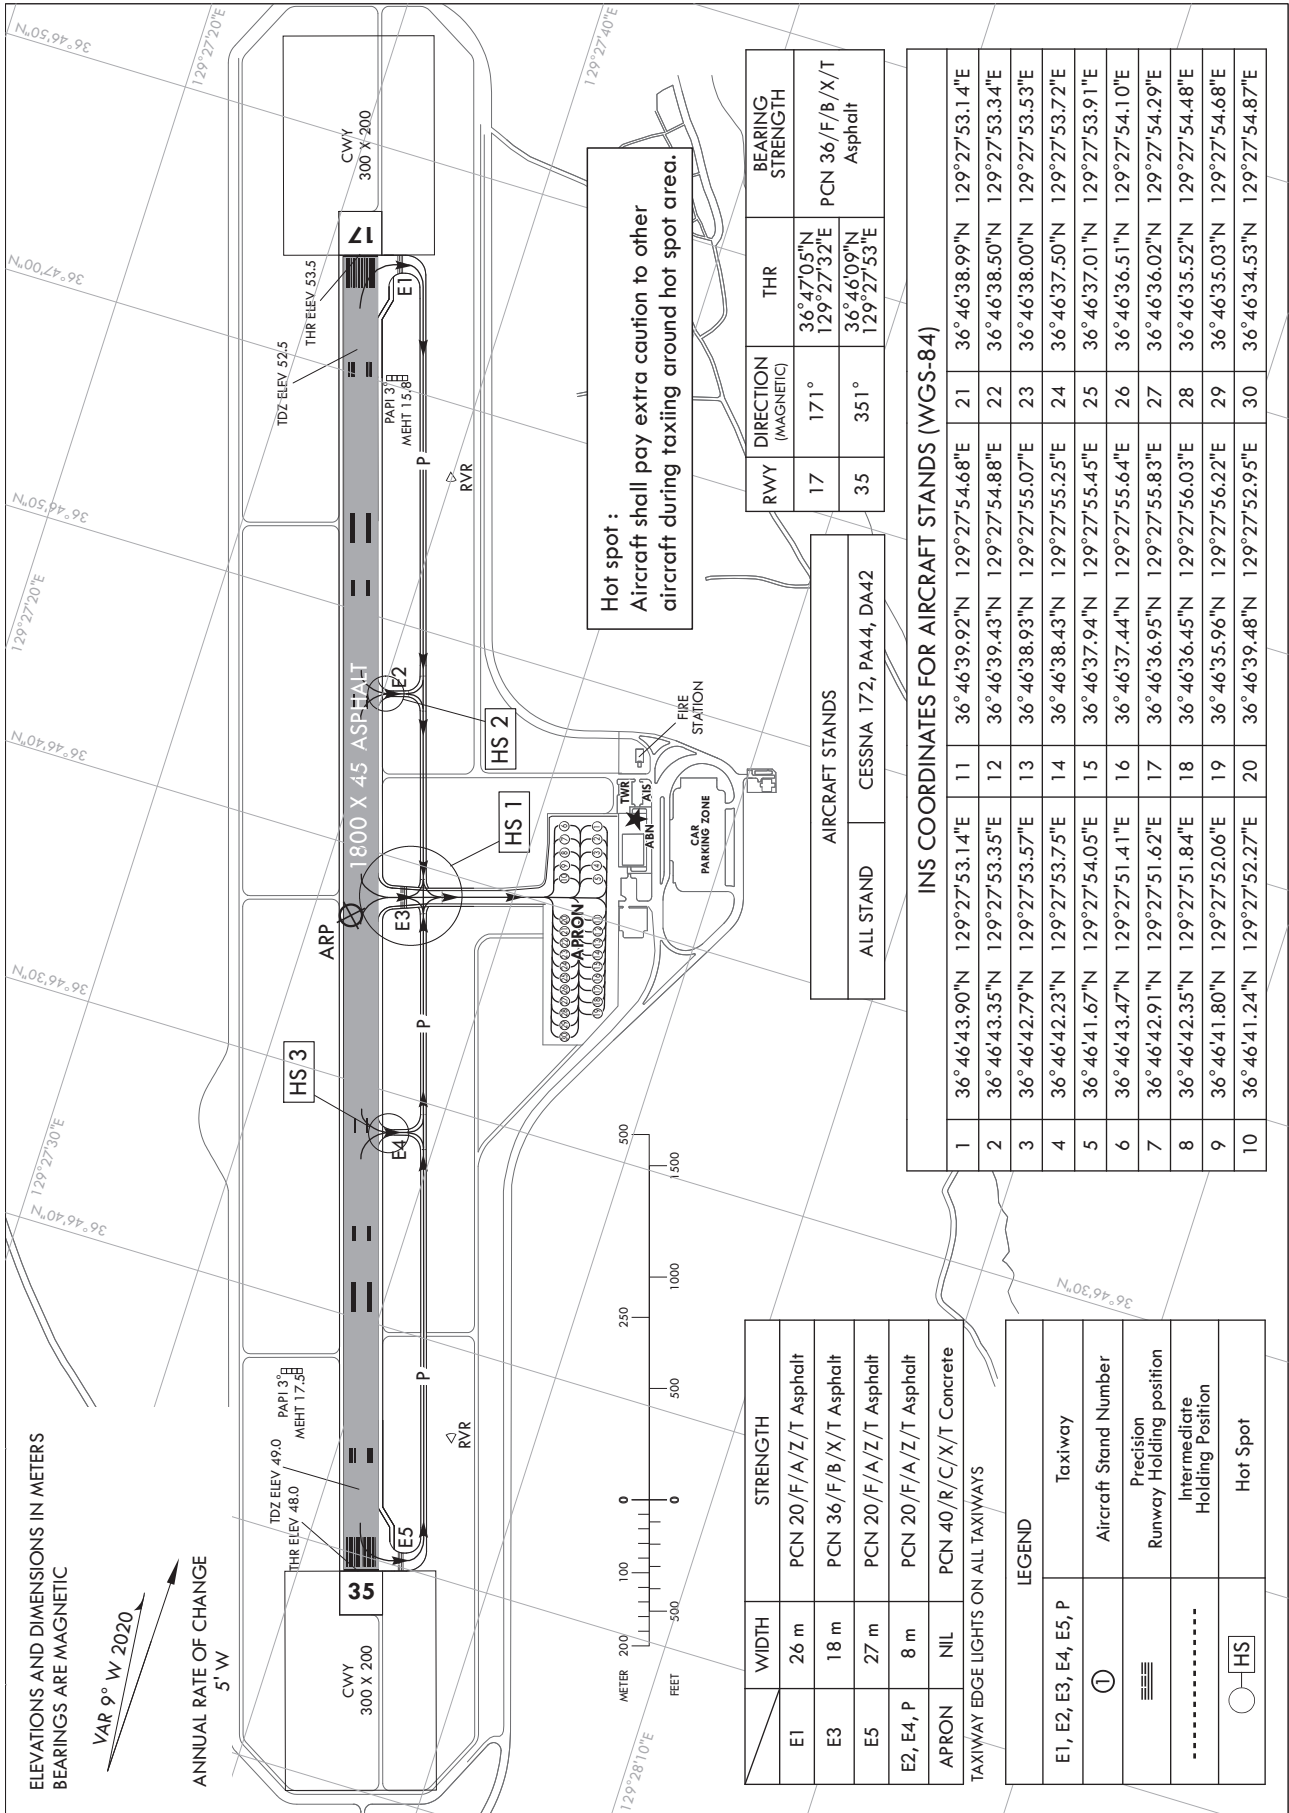 ELEVATIONS AND DIMENSIONS IN METERS
BEARINGS ARE MAGNETIC
VAR 9° W 2020
ANNUAL RATE OF CHANGE
5' W
36°46'50"N
129°27'20"E
129°27'40"E
36°47'00"N
36°46'50"N
129°27'20"E
36°46'40"N
36°46'30"N
129°27'30"E
36°46'40"N
36°46'30"N
129°28'10"E
CWY
300 X 200
35
THR ELEV 48.0
TDZ ELEV 49.0
PAPI 3°
MEHT 17.5
E5
RVR
P
HS 3
E4
P
ARP
E3
1800 X 45 ASPHALT
HS 1
HS 2
E2
P
RVR
PAPI 3°
MEHT 15.8
TDZ ELEV 52.5
THR ELEV 53.5
E1
17
CWY
300 X 200
APRON
TWR
AIS
ABN
FIRE
STATION
CAR
PARKING ZONE
Hot spot :
Aircraft shall pay extra caution to other
aircraft during taxiing around hot spot area.
METER 200 100 0 250 500
FEET 500 0 500 1000 1500
RWY DIRECTION (MAGNETIC) THR BEARING STRENGTH
17 171° 36°47'05"N 129°27'32"E PCN 36/F/B/X/T Asphalt
35 351° 36°46'09"N 129°27'53"E
AIRCRAFT STANDS
ALL STAND CESSNA 172, PA44, DA42
WIDTH STRENGTH
E1 26 m PCN 20/F/A/Z/T Asphalt
E3 18 m PCN 36/F/B/X/T Asphalt
E5 27 m PCN 20/F/A/Z/T Asphalt
E2, E4, P 8 m PCN 20/F/A/Z/T Asphalt
APRON NIL PCN 40/R/C/X/T Concrete
TAXIWAY EDGE LIGHTS ON ALL TAXIWAYS
LEGEND
E1, E2, E3, E4, E5, P Taxiway
1 Aircraft Stand Number
Precision
Runway Holding position
Intermediate
Holding Position
HS Hot Spot
INS COORDINATES FOR AIRCRAFT STANDS (WGS-84)
1 36°46'43.90"N 129°27'53.14"E 11 36°46'39.92"N 129°27'54.68"E 21 36°46'38.99"N 129°27'53.14"E
2 36°46'43.35"N 129°27'53.35"E 12 36°46'39.43"N 129°27'54.88"E 22 36°46'38.50"N 129°27'53.34"E
3 36°46'42.79"N 129°27'53.57"E 13 36°46'38.93"N 129°27'55.07"E 23 36°46'38.00"N 129°27'53.53"E
4 36°46'42.23"N 129°27'53.75"E 14 36°46'38.43"N 129°27'55.25"E 24 36°46'37.50"N 129°27'53.72"E
5 36°46'41.67"N 129°27'54.05"E 15 36°46'37.94"N 129°27'55.45"E 25 36°46'37.01"N 129°27'53.91"E
6 36°46'43.47"N 129°27'51.41"E 16 36°46'37.44"N 129°27'55.64"E 26 36°46'36.51"N 129°27'54.10"E
7 36°46'42.91"N 129°27'51.62"E 17 36°46'36.95"N 129°27'55.83"E 27 36°46'36.02"N 129°27'54.29"E
8 36°46'42.35"N 129°27'51.84"E 18 36°46'36.45"N 129°27'56.03"E 28 36°46'35.52"N 129°27'54.48"E
9 36°46'41.80"N 129°27'52.06"E 19 36°46'35.96"N 129°27'56.22"E 29 36°46'35.03"N 129°27'54.68"E
10 36°46'41.24"N 129°27'52.27"E 20 36°46'39.48"N 129°27'52.95"E 30 36°46'34.53"N 129°27'54.87"E